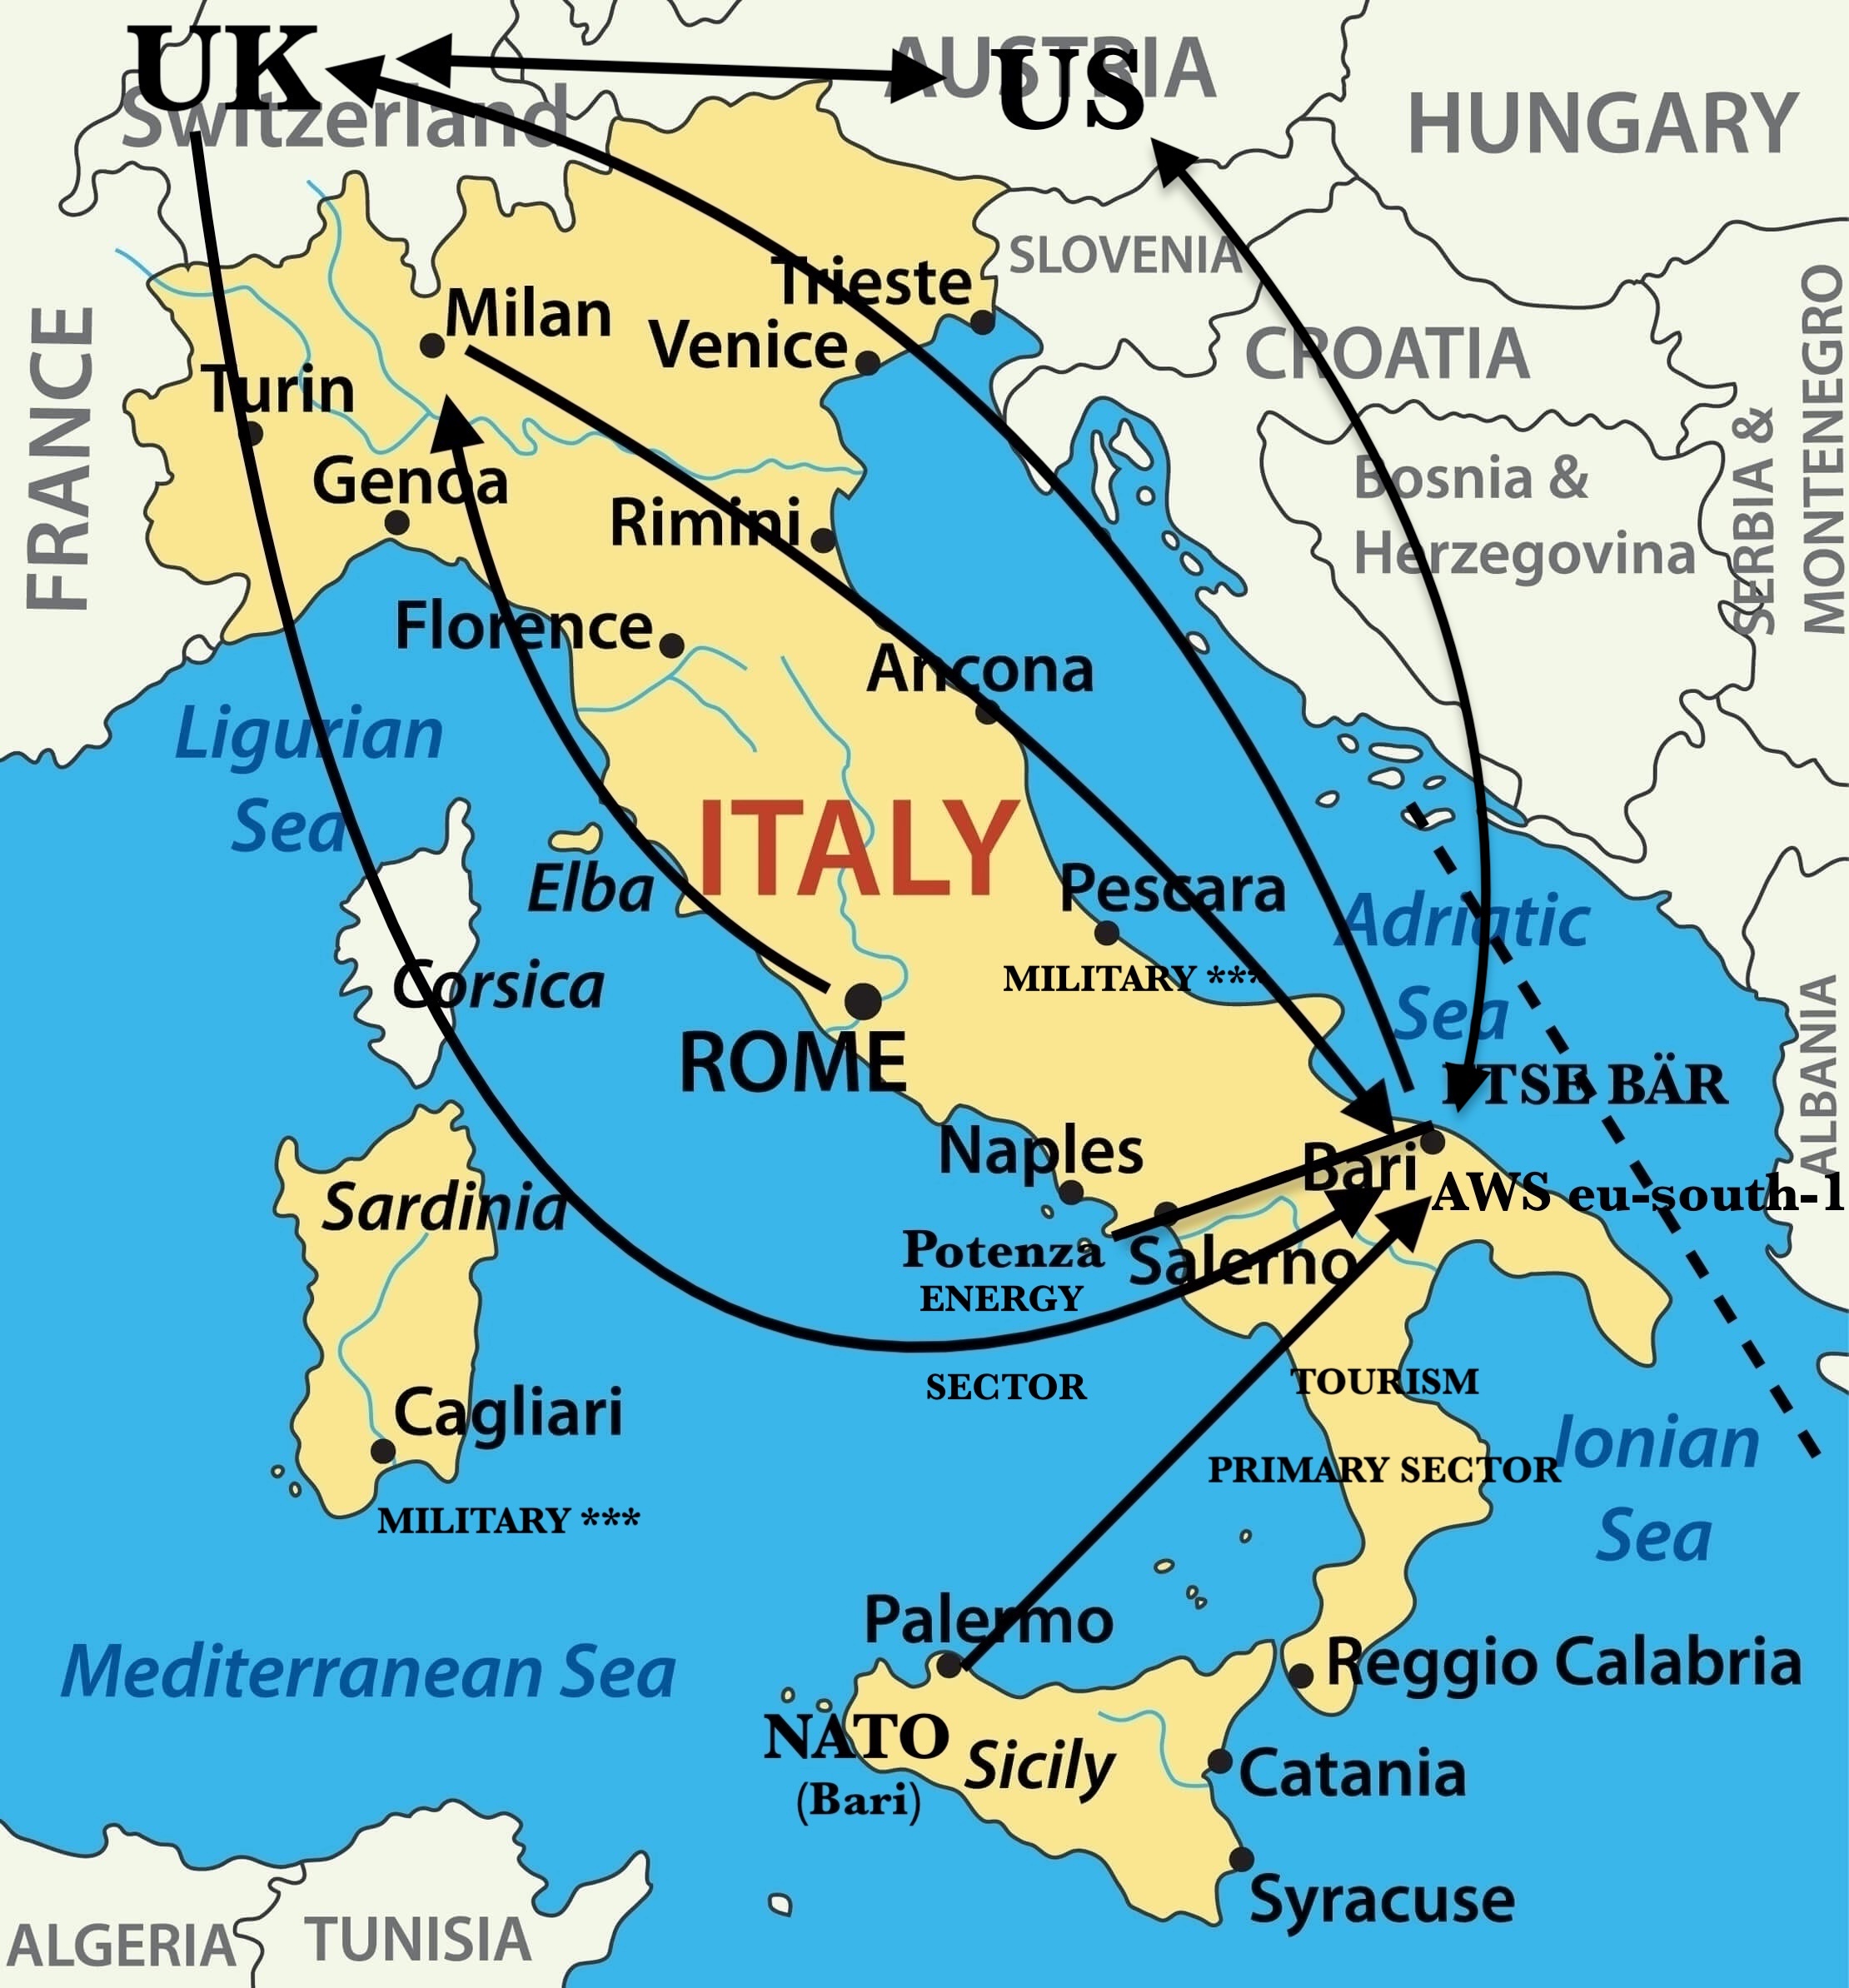 UK
US
AUSTRIA
Switzerland
HUNGARY
SLOVENIA
Trieste
Milan
Venice
CROATIA
FRANCE
Turin
Genoa
Rimini
Bosnia &
Herzegovina
SERBIA &
MONTENEGRO
Florence
Ancona
Ligurian
Sea
ITALY
Elba
Pescara
Adriatic
Sea
MILITARY ***
Corsica
ROME
ALBANIA
FTSE BÄR
Naples
Bari
AWS eu-south-1
Sardinia
Potenza
Salerno
ENERGY
SECTOR
TOURISM
Cagliari
PRIMARY SECTOR
Ionian
Sea
MILITARY ***
Palermo
Mediterranean Sea
Reggio Calabria
NATO
(Bari)
Sicily
Catania
Syracuse
ALGERIA
TUNISIA